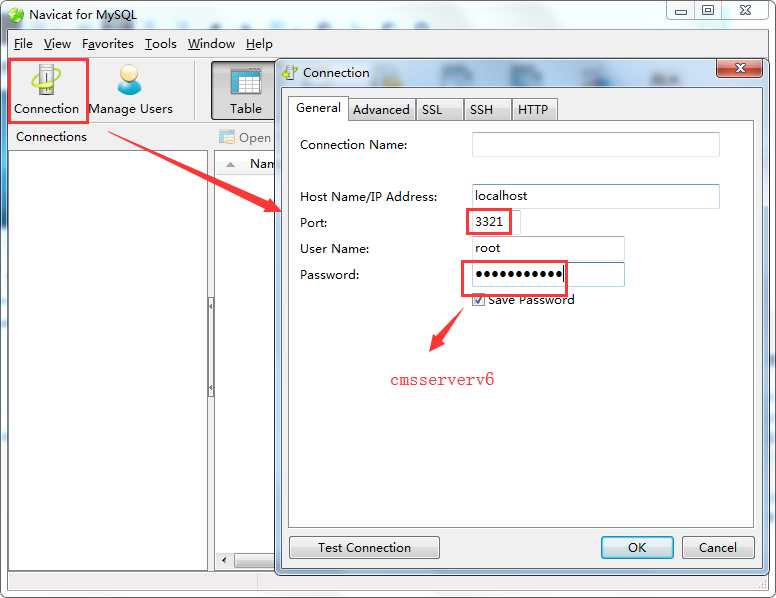 Navicat for MySQL
File View Favorites Tools Window Help
Connection Manage Users Table
Connections Open
Nam
Connection
General Advanced SSL SSH HTTP
Connection Name:
Host Name/IP Address: localhost
Port: 3321
User Name: root
Password: ●●●●●●●●●●●
Save Password
cmsserverv6
Test Connection OK Cancel